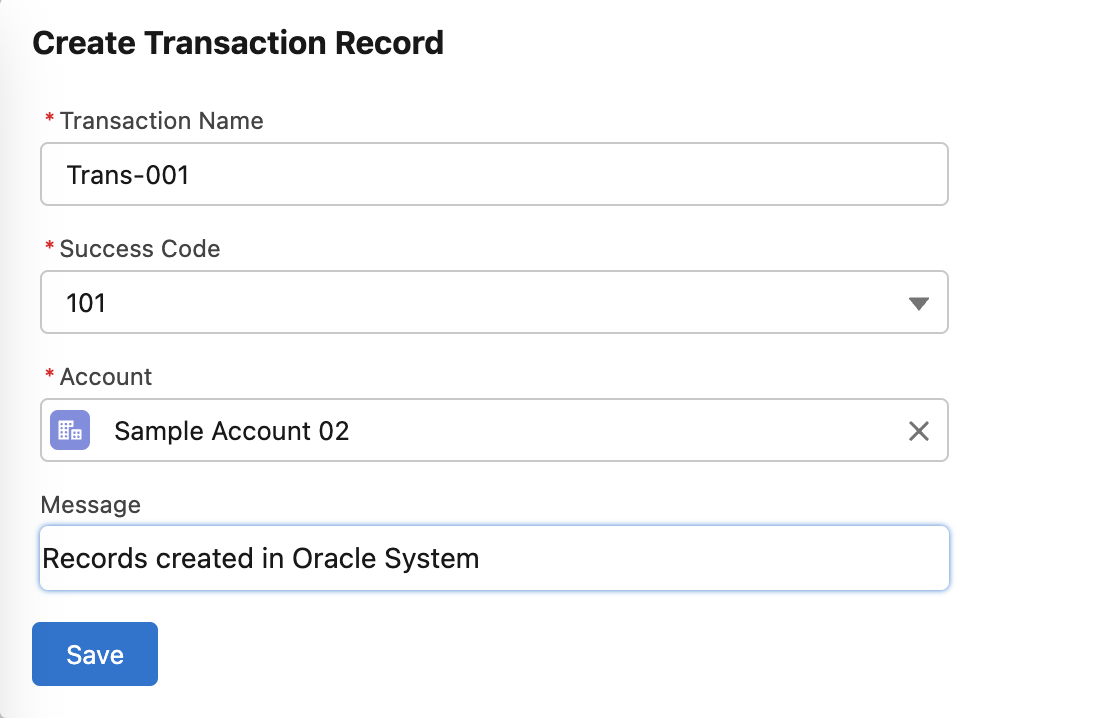 Create Transaction Record
* Transaction Name
Trans-001
* Success Code
101
* Account
Sample Account 02
Message
Records created in Oracle System
Save